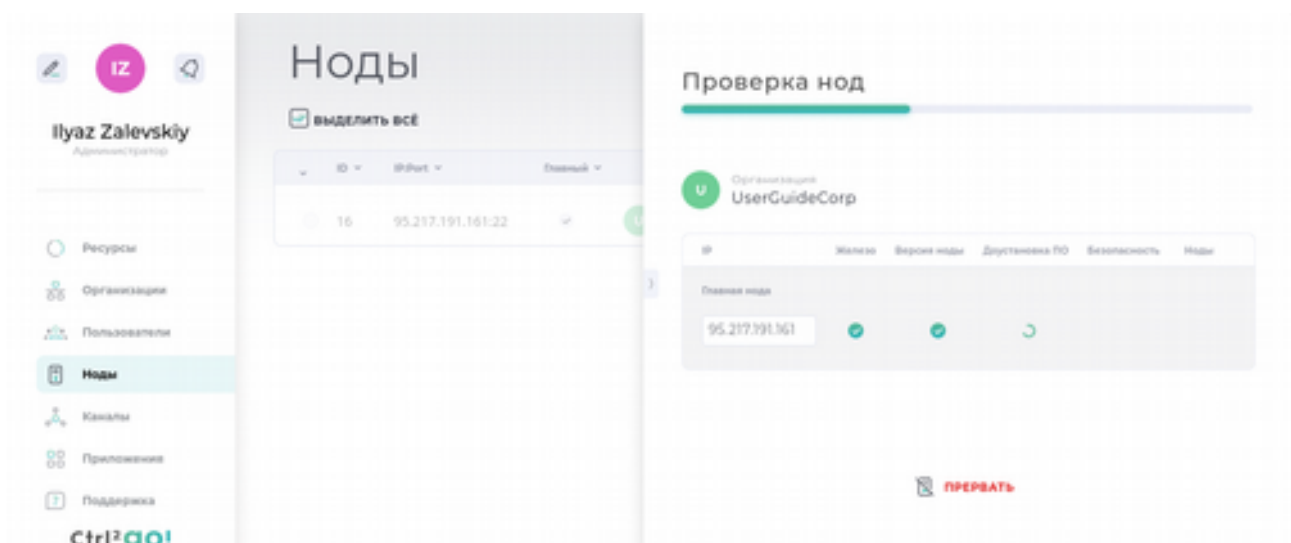 IZ
Ilyaz Zalevskiy
Администратор
Ресурсы
Организации
Пользователи
Ноды
Каналы
Приложения
Поддержка
Ctrl²go!
Ноды
ВЫДЕЛИТЬ ВСЁ
ID IP:Port Главный
16 95.217.191.161:22
Проверка нод
U
Организация
UserGuideCorp
IP Железо Версия ноды Доустановка ПО Безопасность Ноды
Главная нода
95.217.191.161
ПРЕРВАТЬ